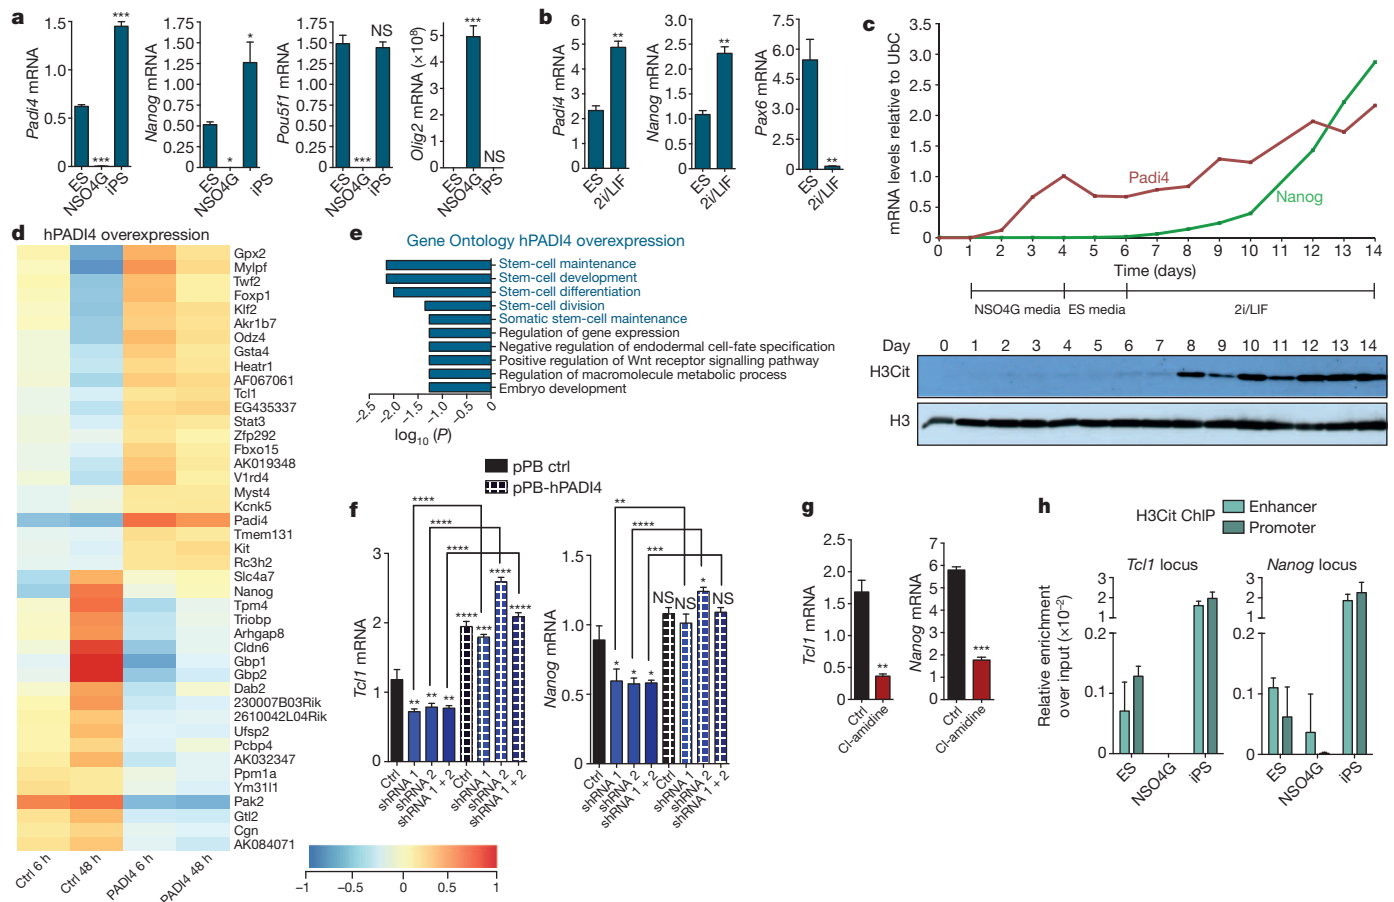 a
Padi4 mRNA
1.5
1.0
0.5
0
***
***
ES
NSO4G
iPS
Nanog mRNA
1.75
1.50
1.25
1.00
0.75
0.50
0.25
0
*
*
ES
NSO4G
iPS
Pou5f1 mRNA
1.75
1.50
1.25
1.00
0.75
0.50
0.25
0
***
NS
ES
NSO4G
iPS
Olig2 mRNA (×10⁸)
5
4
3
2
1
0
***
NS
ES
NSO4G
iPS
b
Padi4 mRNA
6
5
4
3
2
1
0
**
ES
2i/LIF
Nanog mRNA
3.0
2.5
2.0
1.5
1.0
0.5
0
**
ES
2i/LIF
Pax6 mRNA
7.5
6.0
4.5
3.0
1.5
0
**
ES
2i/LIF
c
mRNA levels relative to UbC
3.5
3.0
2.5
2.0
1.5
1.0
0.5
0
Padi4
Nanog
0 1 2 3 4 5 6 7 8 9 10 11 12 13 14
Time (days)
NSO4G media ES media 2i/LIF
Day 0 1 2 3 4 5 6 7 8 9 10 11 12 13 14
H3Cit
H3
d hPADI4 overexpression
Gpx2
Mylpf
Twf2
Foxp1
Klf2
Akr1b7
Odz4
Gsta4
Heatr1
AF067061
Tcl1
EG435337
Stat3
Zfp292
Fbxo15
AK019348
V1rd4
Myst4
Kcnk5
Padi4
Tmem131
Kit
Rc3h2
Slc4a7
Nanog
Tpm4
Triobp
Arhgap8
Cldn6
Gbp1
Gbp2
Dab2
230007B03Rik
2610042L04Rik
Ufsp2
Pcbp4
AK032347
Ppm1a
Ym31l1
Pak2
Gtl2
Cgn
AK084071
Ctrl 6 h
Ctrl 48 h
PADI4 6 h
PADI4 48 h
−1 −0.5 0 0.5 1
e
Gene Ontology hPADI4 overexpression
Stem-cell maintenance
Stem-cell development
Stem-cell differentiation
Stem-cell division
Somatic stem-cell maintenance
Regulation of gene expression
Negative regulation of endodermal cell-fate specification
Positive regulation of Wnt receptor signalling pathway
Regulation of macromolecule metabolic process
Embryo development
−2.5 −2.0 −1.5 −1.0 −0.5 0
log₁₀ (P)
pPB ctrl
pPB-hPADI4
f
Tcl1 mRNA
3
2
1
0
****
****
****
** ** ** **** *** **** ****
Ctrl
shRNA 1
shRNA 2
shRNA 1 + 2
Ctrl
shRNA 1
shRNA 2
shRNA 1 + 2
Nanog mRNA
1.5
1.0
0.5
0
**
****
***
* * * NS NS * NS
Ctrl
shRNA 1
shRNA 2
shRNA 1 + 2
Ctrl
shRNA 1
shRNA 2
shRNA 1 + 2
g
Tcl1 mRNA
2.5
2.0
1.5
1.0
0.5
0
**
Ctrl
Cl-amidine
Nanog mRNA
7
6
5
4
3
2
1
0
***
Ctrl
Cl-amidine
h
H3Cit ChIP
Enhancer
Promoter
Relative enrichment
over input (×10⁻²)
Tcl1 locus
3
2
1
0.2
0.1
0
ES
NSO4G
iPS
Nanog locus
3
2
1
0.2
0.1
0
ES
NSO4G
iPS